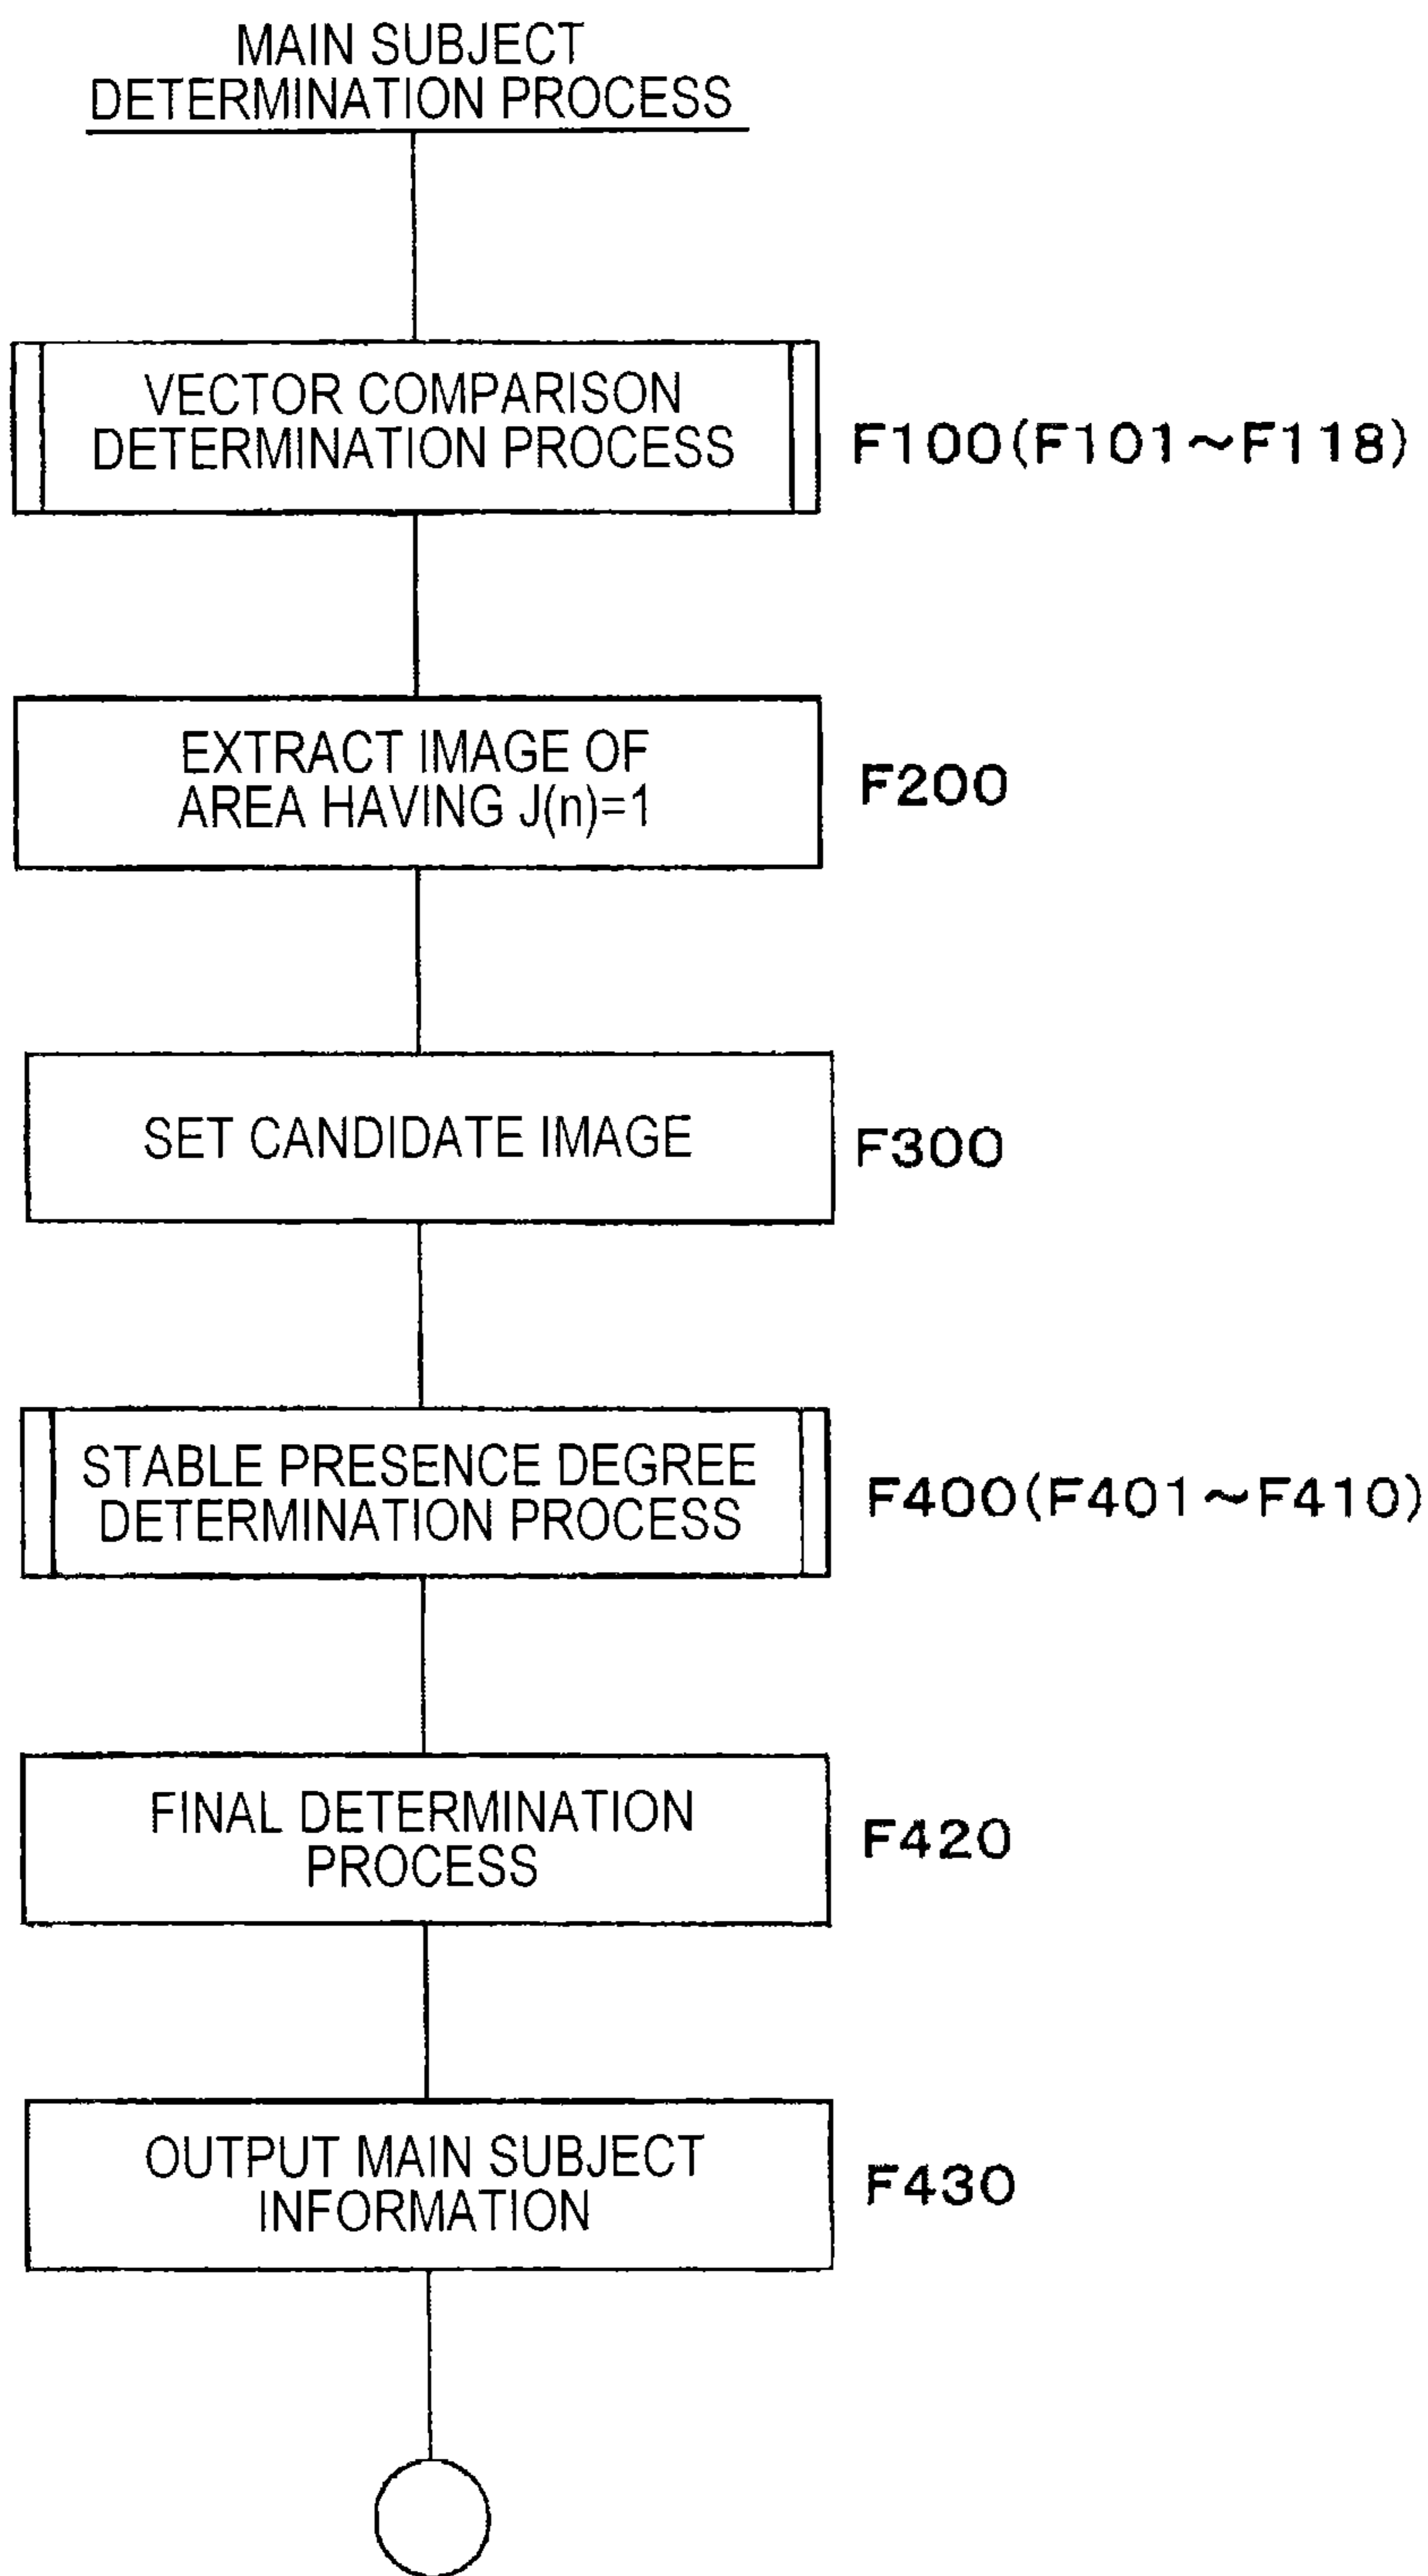 MAIN SUBJECT
DETERMINATION PROCESS
VECTOR COMPARISON
DETERMINATION PROCESS
F100(F101~F118)
EXTRACT IMAGE OF
AREA HAVING J(n)=1
F200
SET CANDIDATE IMAGE
F300
STABLE PRESENCE DEGREE
DETERMINATION PROCESS
F400(F401~F410)
FINAL DETERMINATION
PROCESS
F420
OUTPUT MAIN SUBJECT
INFORMATION
F430